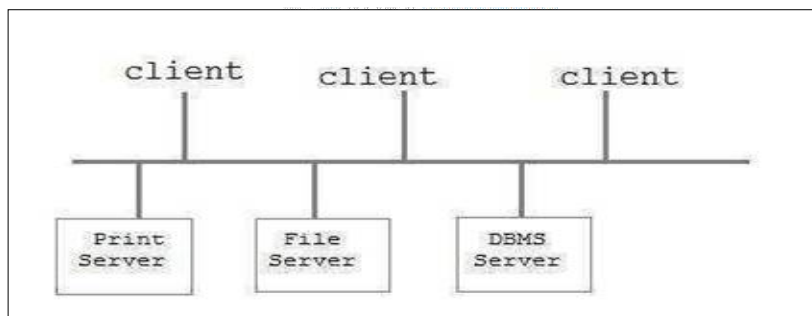 client
client
client
Print
Server
File
Server
DBMS
Server